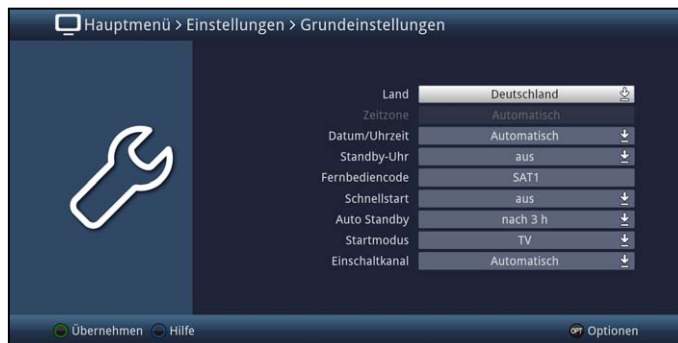 Hauptmenü > Einstellungen > Grundeinstellungen
Land Deutschland
Zeitzone Automatisch
Datum/Uhrzeit Automatisch
Standby-Uhr aus
Fernbediencode SAT1
Schnellstart aus
Auto Standby nach 3 h
Startmodus TV
Einschaltkanal Automatisch
Übernehmen Hilfe OPT Optionen